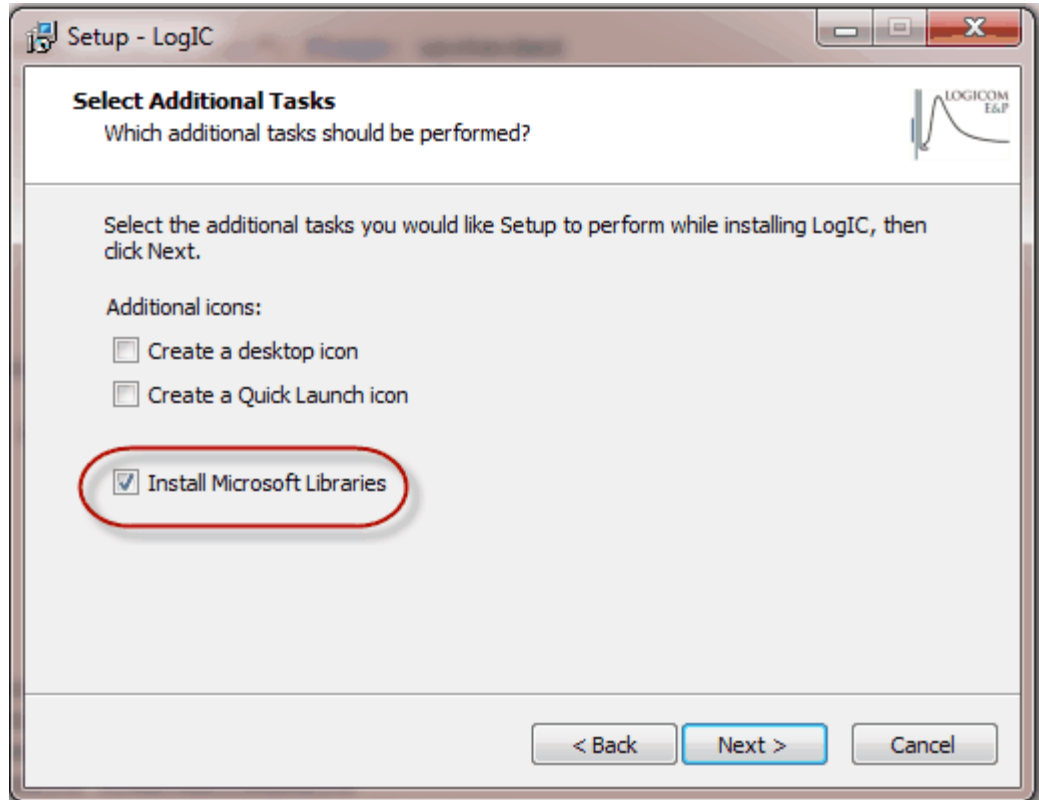 Setup - LogIC
Select Additional Tasks
Which additional tasks should be performed?
LOGICOM
E&P
Select the additional tasks you would like Setup to perform while installing LogIC, then
click Next.
Additional icons:
Create a desktop icon
Create a Quick Launch icon
Install Microsoft Libraries
< Back
Next >
Cancel